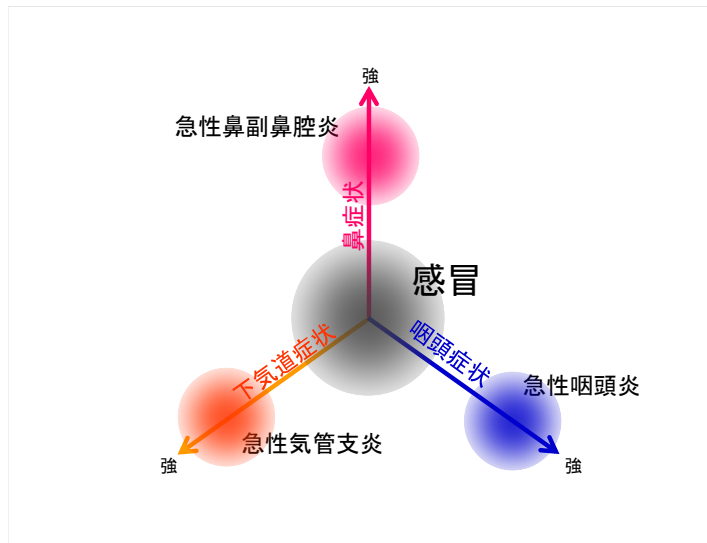 強
急性鼻副鼻腔炎
鼻症状
感冒
下気道症状
咽頭症状
急性咽頭炎
急性気管支炎
強
強